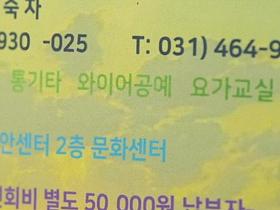 숙 자
930 -025 T: 031) 464-9
통기타 와이어공예 요가교실
안센터 2층 문화센터
회비 별도 50,000원 납부자